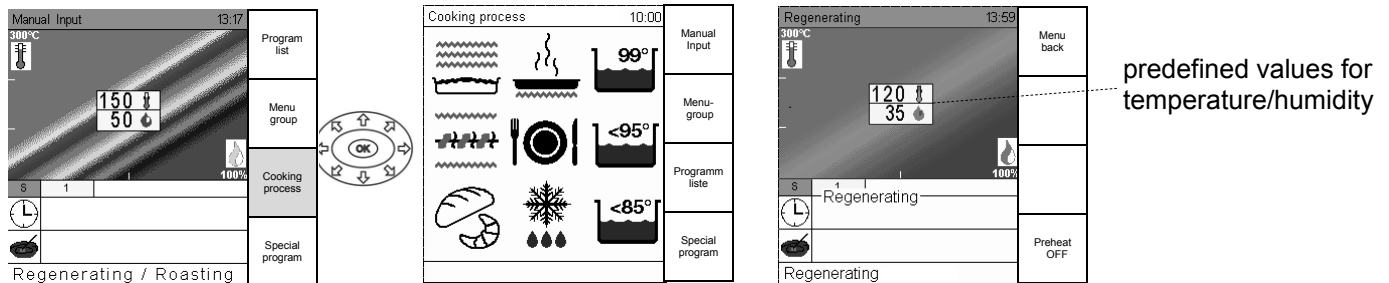 Manual Input 13:17
300°C
150
50
100%
S 1
Regenerating / Roasting
Program
list
Menu
group
Cooking
process
Special
program
OK
Cooking process 10:00
99°
<95°
<85°
Manual
Input
Menu-
group
Programm
liste
Special
program
Regenerating 13:59
300°C
120
35
100%
S 1
Regenerating
Regenerating
Menu
back
Preheat
OFF
predefined values for
temperature/humidity